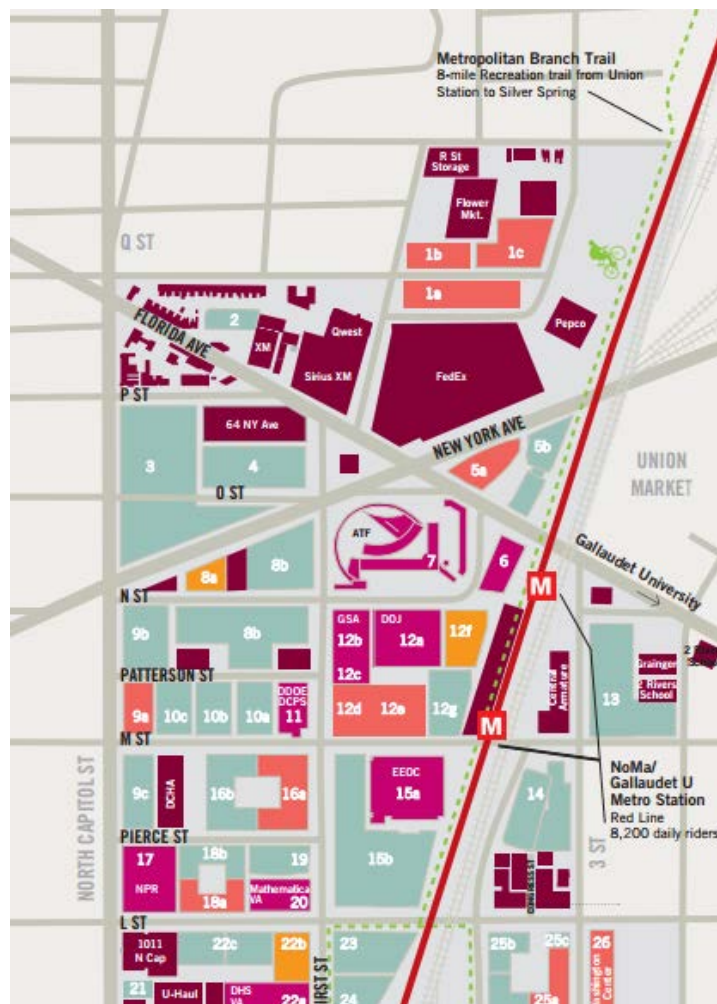 Metropolitan Branch Trail
8-mile Recreation trail from Union
Station to Silver Spring
R St
Storage
Flower
Mkt.
Q ST
1b
1c
1a
2
FLORIDA AVE
XM
Qwest
Sirius XM
Pepco
FedEx
P ST
64 NY Ave
3
4
NEW YORK AVE
5a
5b
UNION
MARKET
O ST
ATF
7
6
Gallaudet University
8a
8b
N ST
M
9b
8b
GSA
12b
DOJ
12a
12f
12c
PATTERSON ST
9a
10c
10b
10a
DDOE
DCPS
11
12d
12e
12g
Central
Armature
13
Grainger
2 Rivers
School
M
M ST
NORTH CAPITOL ST
9c
DCHA
16b
16a
EEOC
15a
14
NoMa/
Gallaudet U
Metro Station
Red Line
8,200 daily riders
3 ST
PIERCE ST
17
NPR
18b
18a
19
Mathematica
VA
20
15b
CONGRESS ST
L ST
1011
N Cap
22c
22b
23
25b
25c
26
21
U-Haul
DHS
VA
22a
24
25a